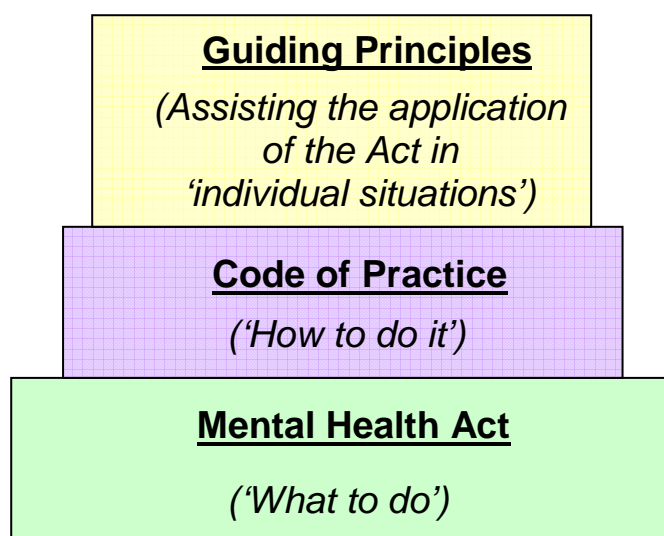 Guiding Principles
(Assisting the application
of the Act in
‘individual situations’)
Code of Practice
(‘How to do it’)
Mental Health Act
(‘What to do’)